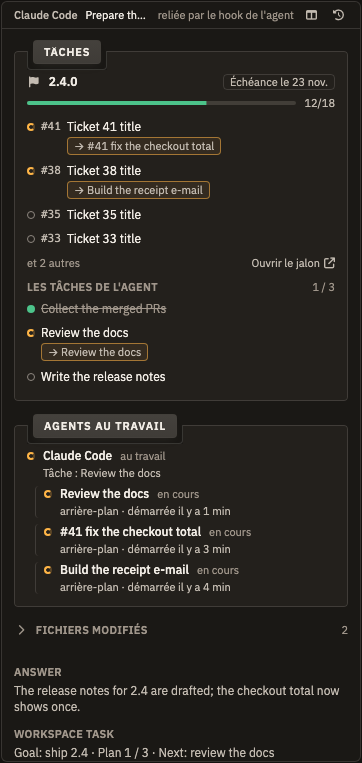 Claude Code Prepare th... reliée par le hook de l'agent
TÂCHES
2.4.0 Échéance le 23 nov.
12/18
#41 Ticket 41 title
→ #41 fix the checkout total
#38 Ticket 38 title
→ Build the receipt e-mail
#35 Ticket 35 title
#33 Ticket 33 title
et 2 autres Ouvrir le jalon
LES TÂCHES DE L'AGENT 1 / 3
Collect the merged PRs
Review the docs
→ Review the docs
Write the release notes
AGENTS AU TRAVAIL
Claude Code au travail
Tâche : Review the docs
Review the docs en cours
arrière-plan · démarrée il y a 1 min
#41 fix the checkout total en cours
arrière-plan · démarrée il y a 3 min
Build the receipt e-mail en cours
arrière-plan · démarrée il y a 4 min
FICHIERS MODIFIÉS 2
ANSWER
The release notes for 2.4 are drafted; the checkout total now
shows once.
WORKSPACE TASK
Goal: ship 2.4 · Plan 1 / 3 · Next: review the docs